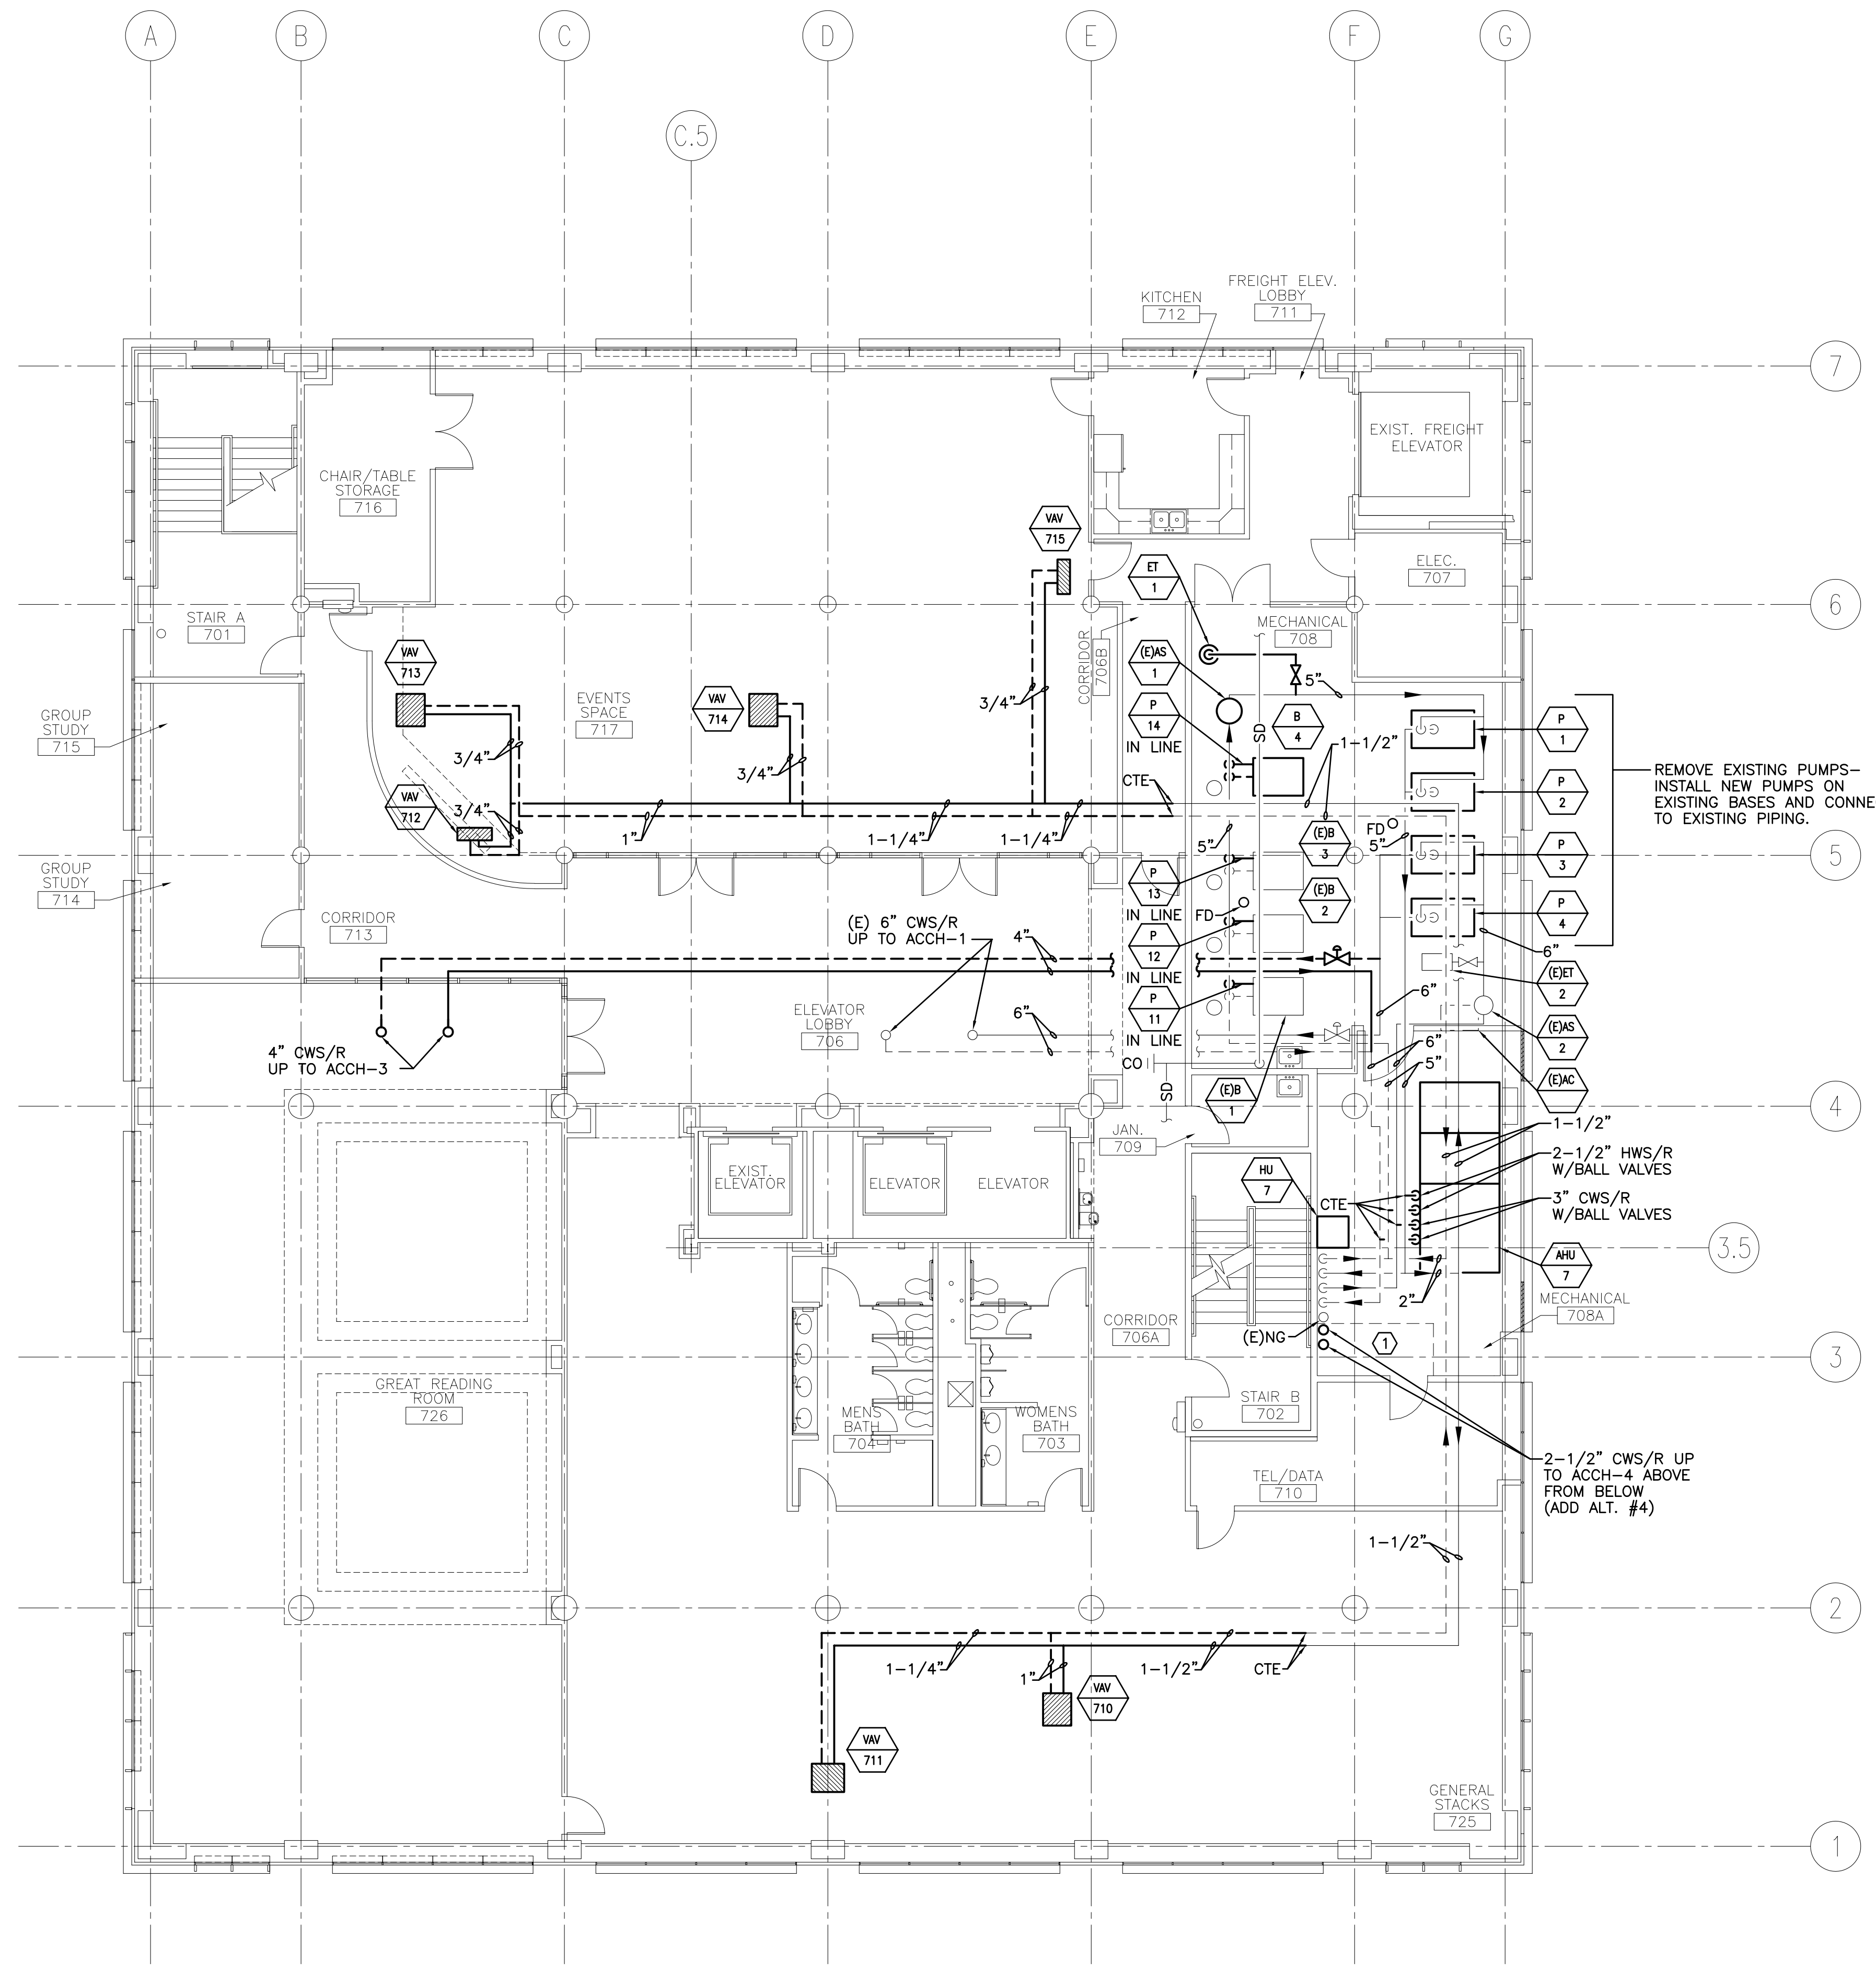 A
B
C
D
E
F
G
C.5
FREIGHT ELEV.
LOBBY
711
KITCHEN
712
7
EXIST. FREIGHT
ELEVATOR
CHAIR/TABLE
STORAGE
716
VAV
715
ET
1
ELEC.
707
6
STAIR A
701
MECHANICAL
708
CORRIDOR
706B
VAV
713
(E)AS
1
5"
VAV
714
EVENTS
SPACE
717
3/4"
P
14
IN LINE
SD
B
4
P
1
GROUP
STUDY
715
3/4"
3/4"
CTE
1-1/2"
REMOVE EXISTING PUMPS-
INSTALL NEW PUMPS ON
EXISTING BASES AND CONNE
TO EXISTING PIPING.
P
2
VAV
712
3/4"
1"
1-1/4"
1-1/4"
5"
(E)B
3
FD
5"
P
3
5
GROUP
STUDY
714
P
13
IN LINE
(E)B
2
FD
P
4
CORRIDOR
713
(E) 6" CWS/R
UP TO ACCH-1
4"
P
12
IN LINE
6"
(E)ET
2
P
11
IN LINE
6"
ELEVATOR
LOBBY
706
6"
(E)AS
2
4" CWS/R
UP TO ACCH-3
CO
SD
6"
5"
(E)AC
(E)B
1
4
JAN.
709
1-1/2"
2-1/2" HWS/R
W/BALL VALVES
3" CWS/R
W/BALL VALVES
EXIST.
ELEVATOR
ELEVATOR
ELEVATOR
HU
7
CTE
3.5
AHU
7
2"
MECHANICAL
708A
CORRIDOR
706A
(E)NG
1
3
GREAT READING
ROOM
726
MENS
BATH
704
WOMENS
BATH
703
STAIR B
702
2-1/2" CWS/R UP
TO ACCH-4 ABOVE
FROM BELOW
(ADD ALT. #4)
TEL/DATA
710
1-1/2"
2
1-1/4"
1"
1-1/2"
CTE
VAV
710
VAV
711
GENERAL
STACKS
725
1